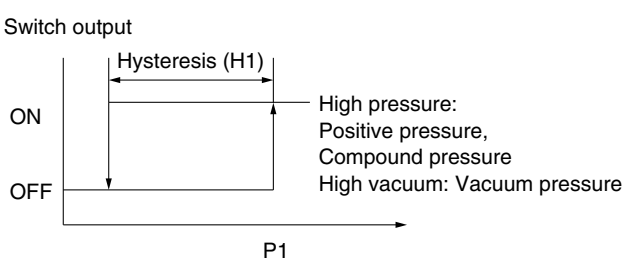 Switch output
Hysteresis (H1)
ON
High pressure:
Positive pressure,
Compound pressure
High vacuum: Vacuum pressure
OFF
P1